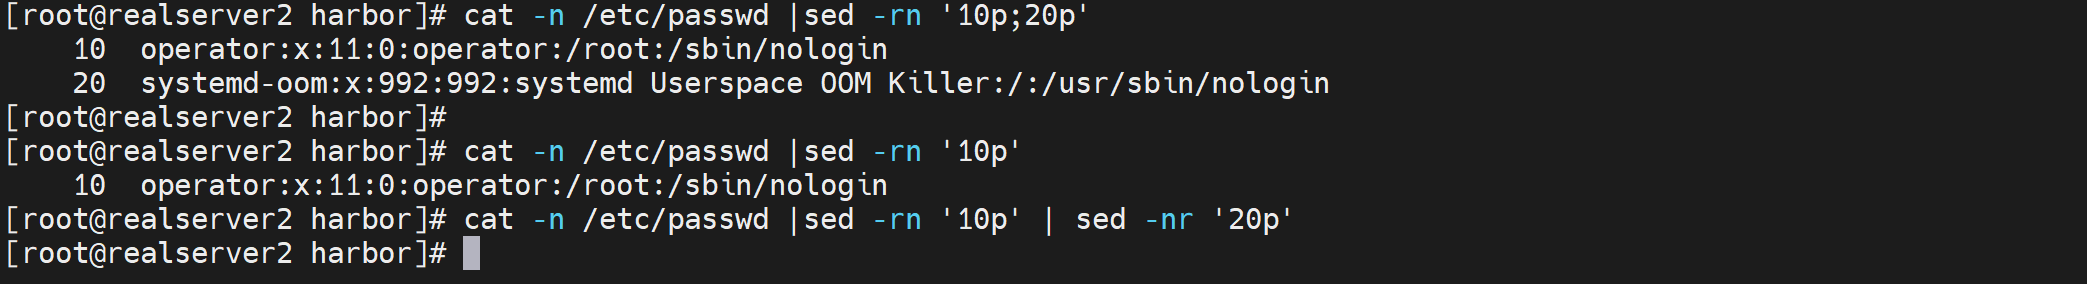 [root@realserver2 harbor]# cat -n /etc/passwd |sed -rn '10p;20p'
    10  operator:x:11:0:operator:/root:/sbin/nologin
    20  systemd-oom:x:992:992:systemd Userspace OOM Killer:/:/usr/sbin/nologin
[root@realserver2 harbor]#
[root@realserver2 harbor]# cat -n /etc/passwd |sed -rn '10p'
    10  operator:x:11:0:operator:/root:/sbin/nologin
[root@realserver2 harbor]# cat -n /etc/passwd |sed -rn '10p' | sed -nr '20p'
[root@realserver2 harbor]#